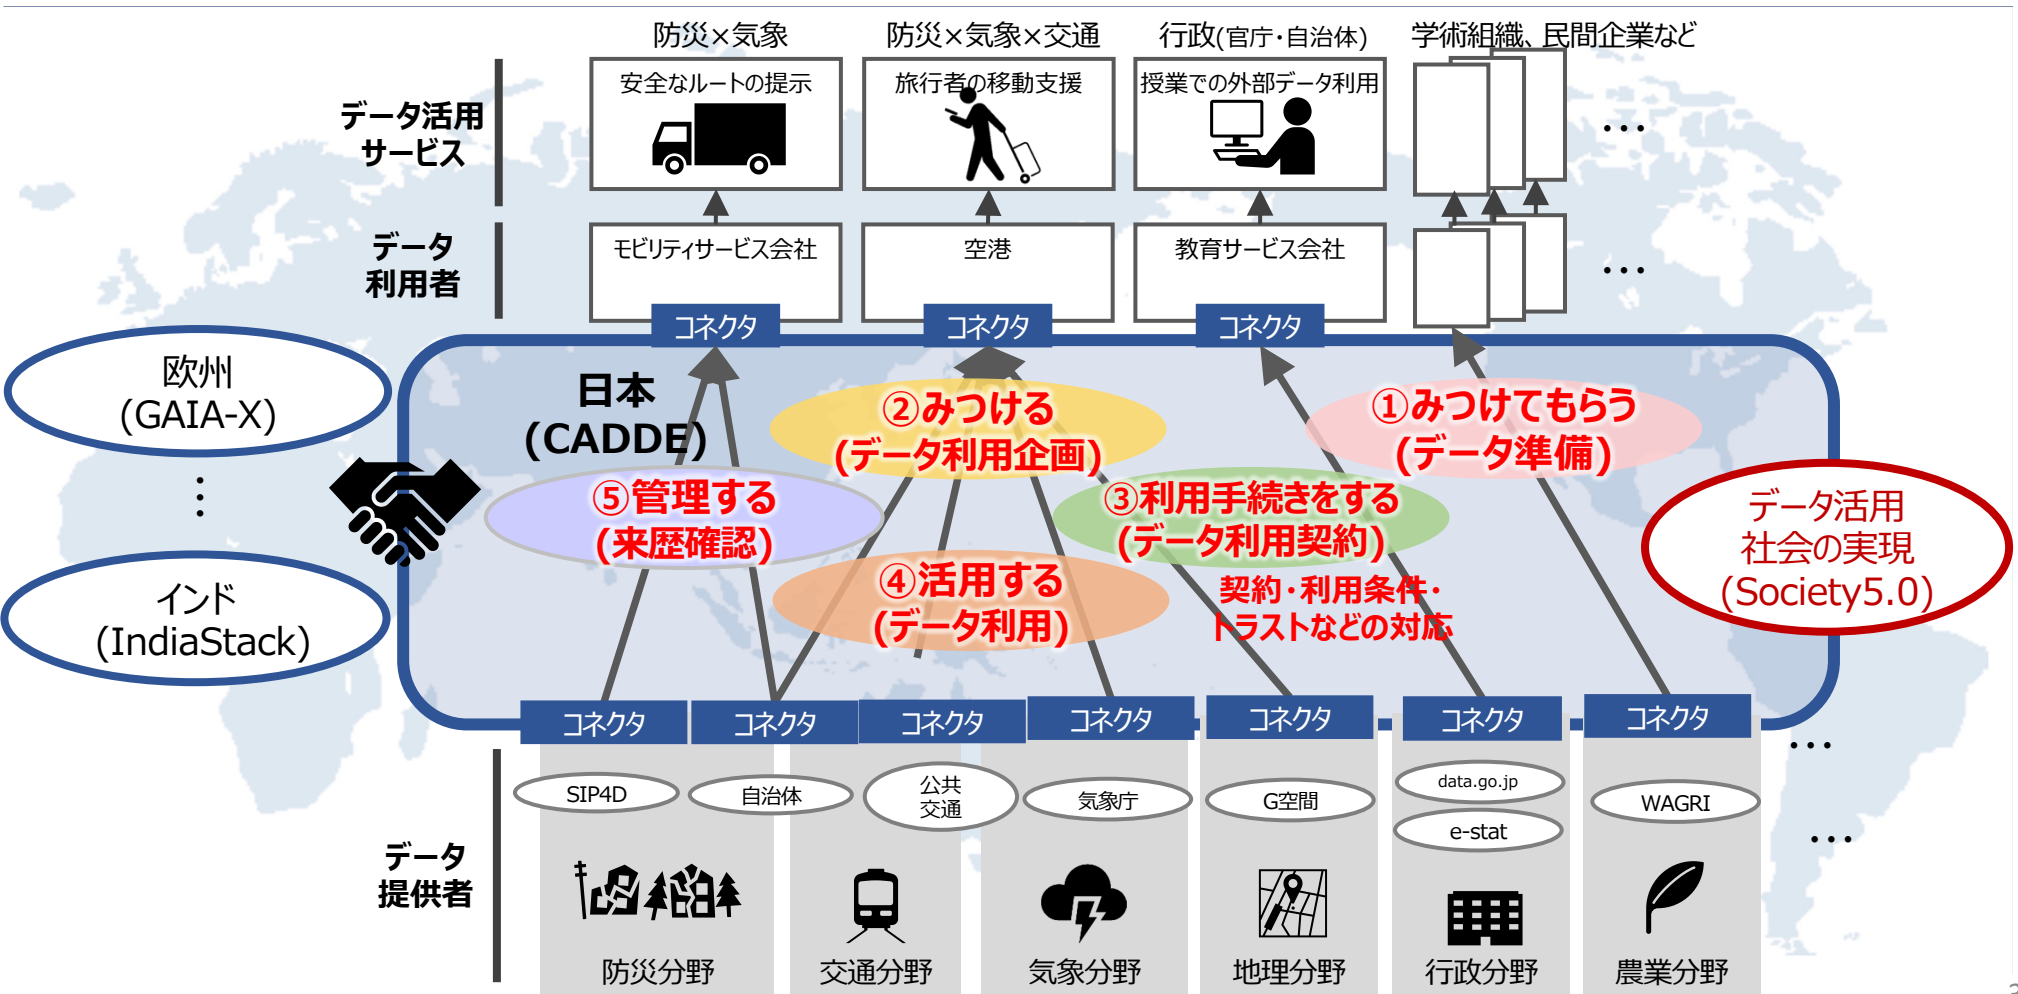 防災×気象
防災×気象×交通
行政(官庁・自治体)
学術組織、民間企業など
データ活用
サービス
安全なルートの提示
旅行者の移動支援
授業での外部データ利用
…
データ
利用者
モビリティサービス会社
空港
教育サービス会社
…
コネクタ
コネクタ
コネクタ
欧州
(GAIA-X)
…
インド
(IndiaStack)
日本
(CADDE)
①みつけてもらう
(データ準備)
②みつける
(データ利用企画)
③利用手続きをする
(データ利用契約)
契約・利用条件・
トラストなどの対応
④活用する
(データ利用)
⑤管理する
(来歴確認)
データ活用
社会の実現
(Society5.0)
コネクタ
コネクタ
コネクタ
コネクタ
コネクタ
コネクタ
コネクタ
…
データ
提供者
SIP4D
自治体
公共
交通
気象庁
G空間
data.go.jp
e-stat
WAGRI
…
防災分野
交通分野
気象分野
地理分野
行政分野
農業分野